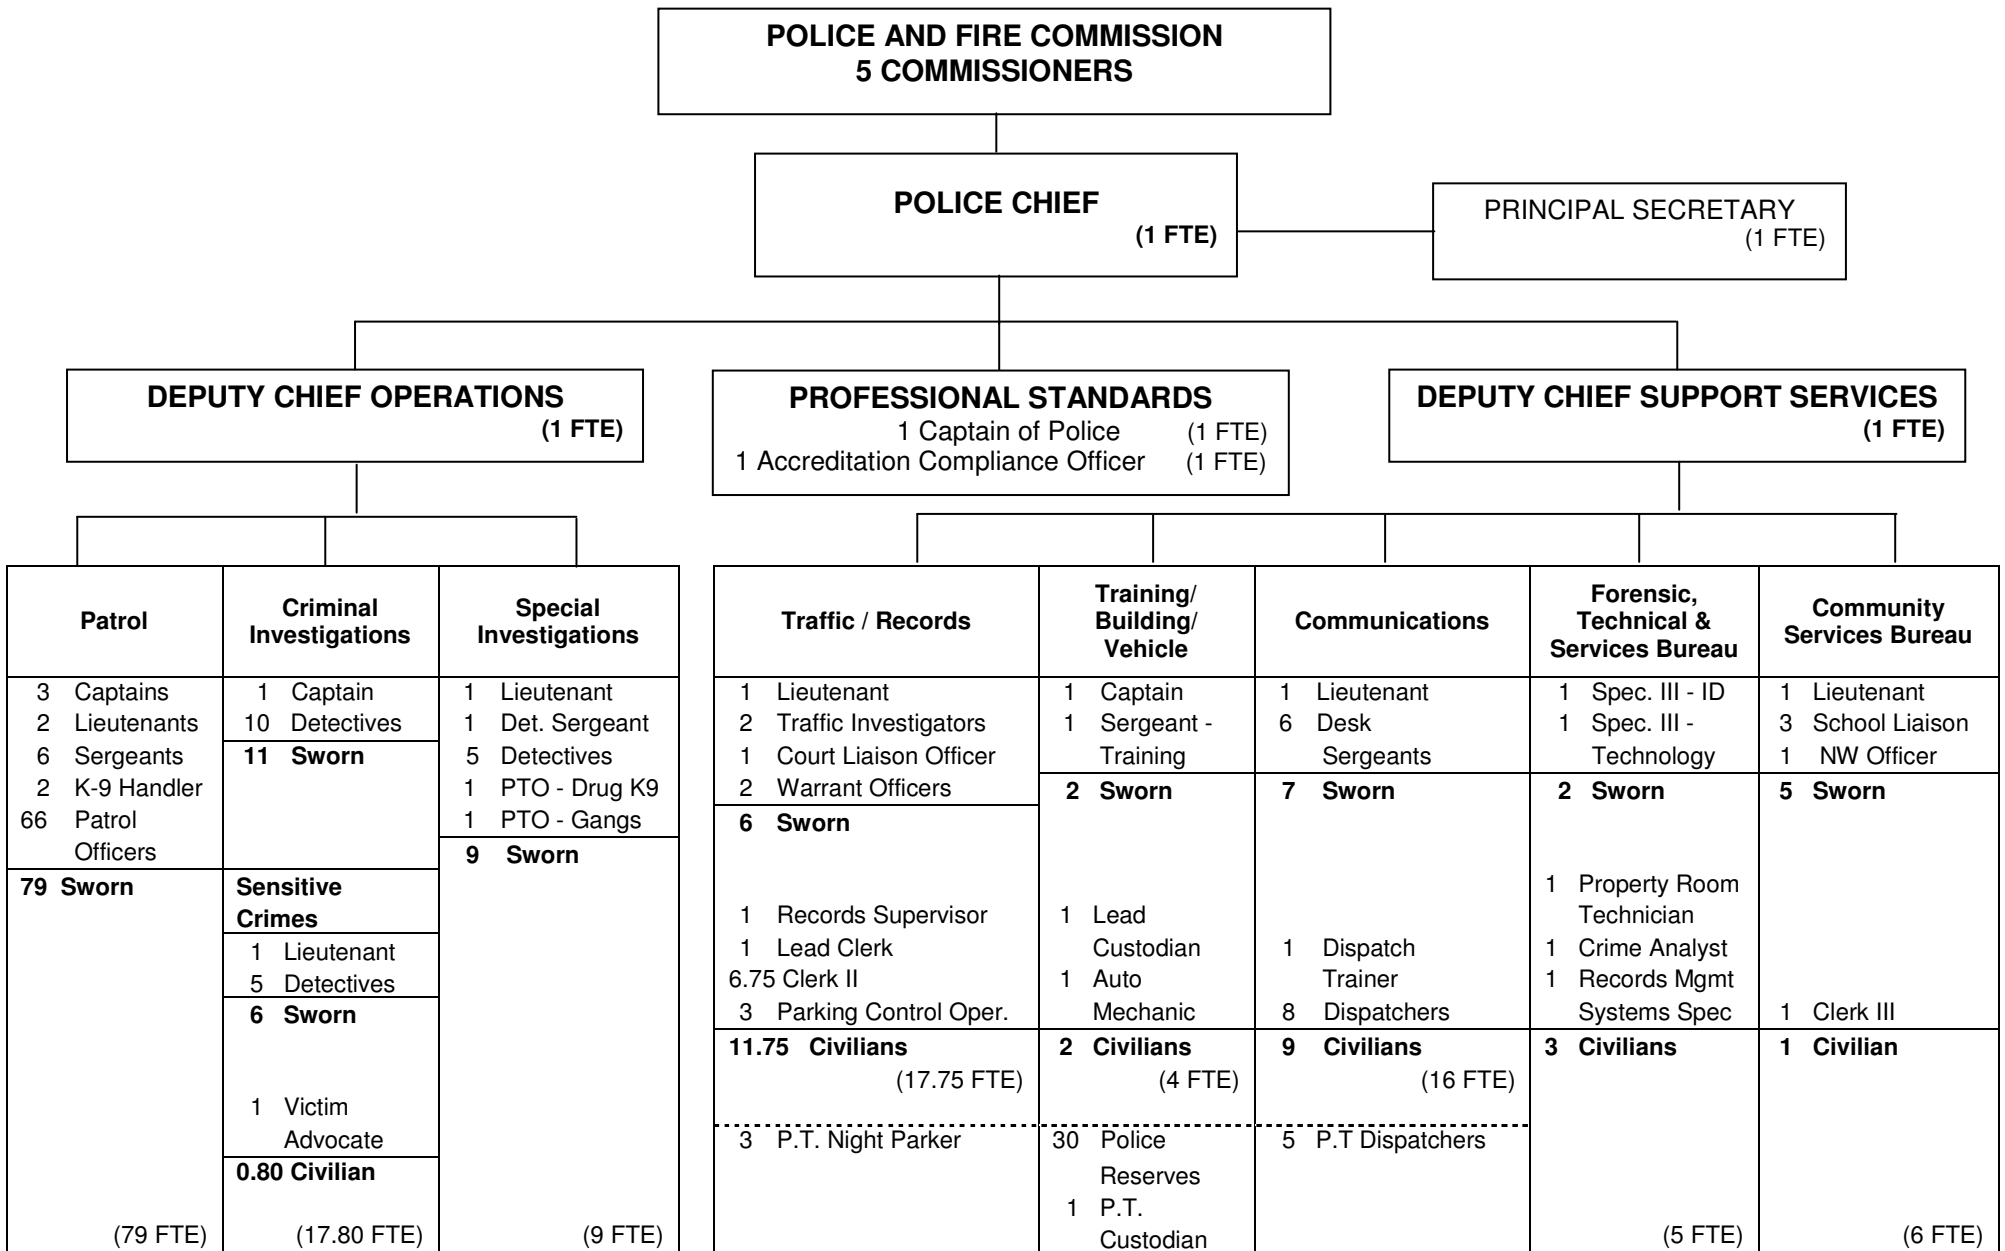 POLICE AND FIRE COMMISSION
5 COMMISSIONERS
POLICE CHIEF
(1 FTE)
PRINCIPAL SECRETARY
(1 FTE)
DEPUTY CHIEF OPERATIONS
(1 FTE)
PROFESSIONAL STANDARDS
1 Captain of Police (1 FTE)
1 Accreditation Compliance Officer (1 FTE)
DEPUTY CHIEF SUPPORT SERVICES
(1 FTE)
Patrol
3 Captains
2 Lieutenants
6 Sergeants
2 K-9 Handler
66 Patrol
Officers
79 Sworn
(79 FTE)
Criminal
Investigations
1 Captain
10 Detectives
11 Sworn
Sensitive
Crimes
1 Lieutenant
5 Detectives
6 Sworn
1 Victim
Advocate
0.80 Civilian
(17.80 FTE)
Special
Investigations
1 Lieutenant
1 Det. Sergeant
5 Detectives
1 PTO - Drug K9
1 PTO - Gangs
9 Sworn
(9 FTE)
Traffic / Records
1 Lieutenant
2 Traffic Investigators
1 Court Liaison Officer
2 Warrant Officers
6 Sworn
1 Records Supervisor
1 Lead Clerk
6.75 Clerk II
3 Parking Control Oper.
11.75 Civilians
(17.75 FTE)
3 P.T. Night Parker
Training/
Building/
Vehicle
1 Captain
1 Sergeant -
Training
2 Sworn
1 Lead
Custodian
1 Auto
Mechanic
2 Civilians
(4 FTE)
30 Police
Reserves
1 P.T.
Custodian
Communications
1 Lieutenant
6 Desk
Sergeants
7 Sworn
1 Dispatch
Trainer
8 Dispatchers
9 Civilians
(16 FTE)
5 P.T Dispatchers
Forensic,
Technical &
Services Bureau
1 Spec. III - ID
1 Spec. III -
Technology
2 Sworn
1 Property Room
Technician
1 Crime Analyst
1 Records Mgmt
Systems Spec
3 Civilians
(5 FTE)
Community
Services Bureau
1 Lieutenant
3 School Liaison
1 NW Officer
5 Sworn
1 Clerk III
1 Civilian
(6 FTE)